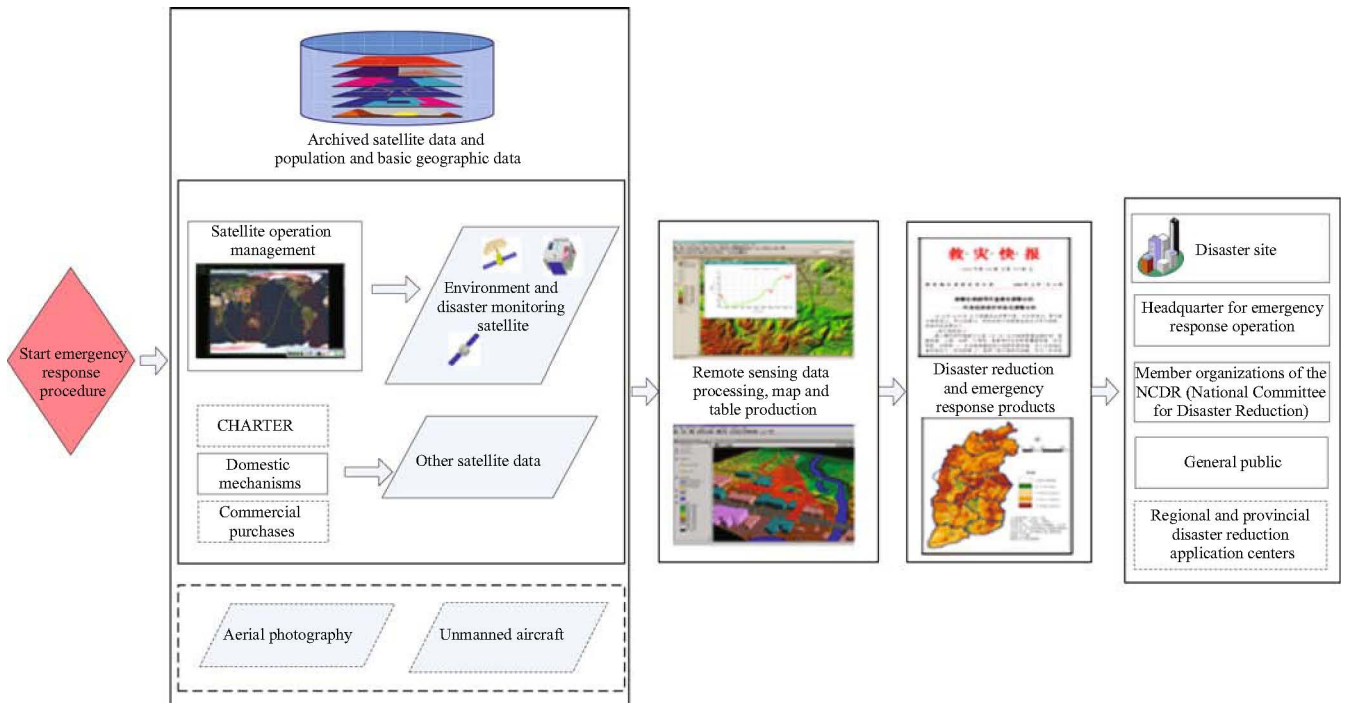 Archived satellite data and
population and basic geographic data
Satellite operation
management
Environment and
disaster monitoring
satellite
CHARTER
Domestic
mechanisms
Commercial
purchases
Other satellite data
Aerial photography
Unmanned aircraft
Start emergency
response
procedure
Remote sensing data
processing, map and
table production
救·灾·快·报
Disaster reduction
and emergency
response products
Disaster site
Headquarter for emergency
response operation
Member organizations of the
NCDR (National Committee
for Disaster Reduction)
General public
Regional and provincial
disaster reduction
application centers